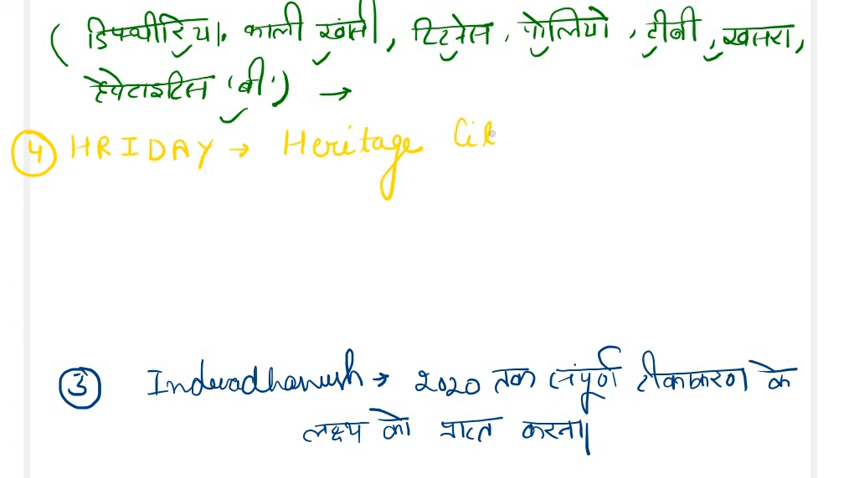 ( डिफ्थीरिया, काली खांसी, टिटनेस, पोलियो, टीबी, खसरा,
हेपेटाइटिस 'बी') →
4 HRIDAY → Heritage Cit
3 Indradhanush → 2020 तक संपूर्ण टीकाकरण के
लक्ष्य को प्राप्त करना।